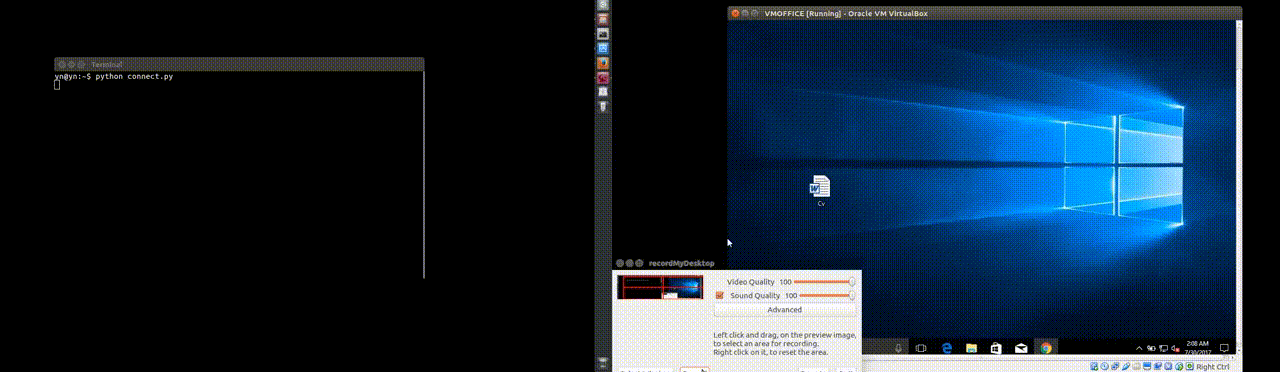 Terminal
yn@yn:~$ python connect.py
VMOFFICE [Running] - Oracle VM VirtualBox
Cv
recordMyDesktop
Video Quality 100
Sound Quality 100
Advanced
Left click and drag, on the preview image,
to select an area for recording.
Right click on it, to reset the area.
2:08 AM
7/30/2017
Right Ctrl